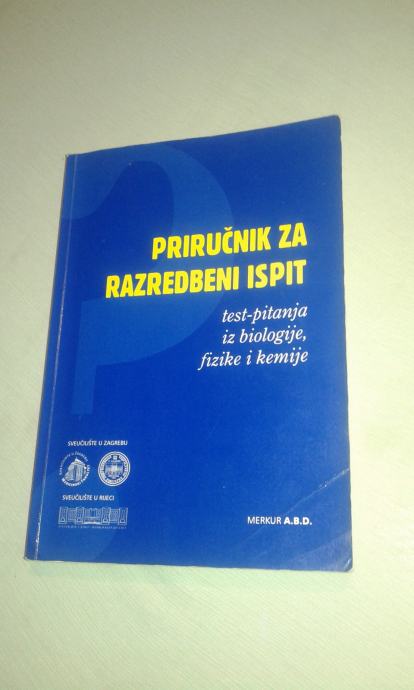 PRIRUČNIK ZA
RAZREDBENI ISPIT
test-pitanja
iz biologije,
fizike i kemije
SVEUČILIŠTE U ZAGREBU
SVEUČILIŠTE U RIJECI
MERKUR A.B.D.